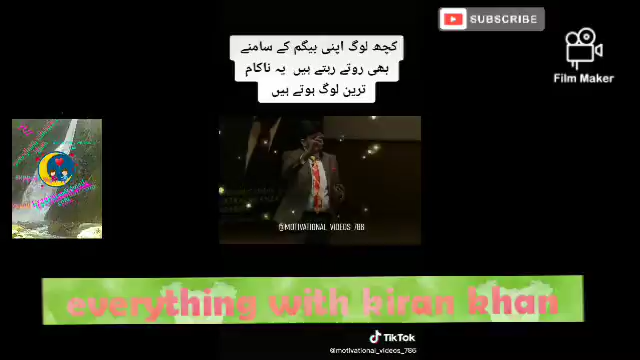 SUBSCRIBE
کچھ لوگ اپنی بیگم کے سامنے
بھی روتے رہتے ہیں یہ ناکام
ترین لوگ ہوتے ہیں
Film Maker
@MOTIVATIONAL_VIDEOS_786
everything with kiran khan
TikTok
@motivational_videos_786